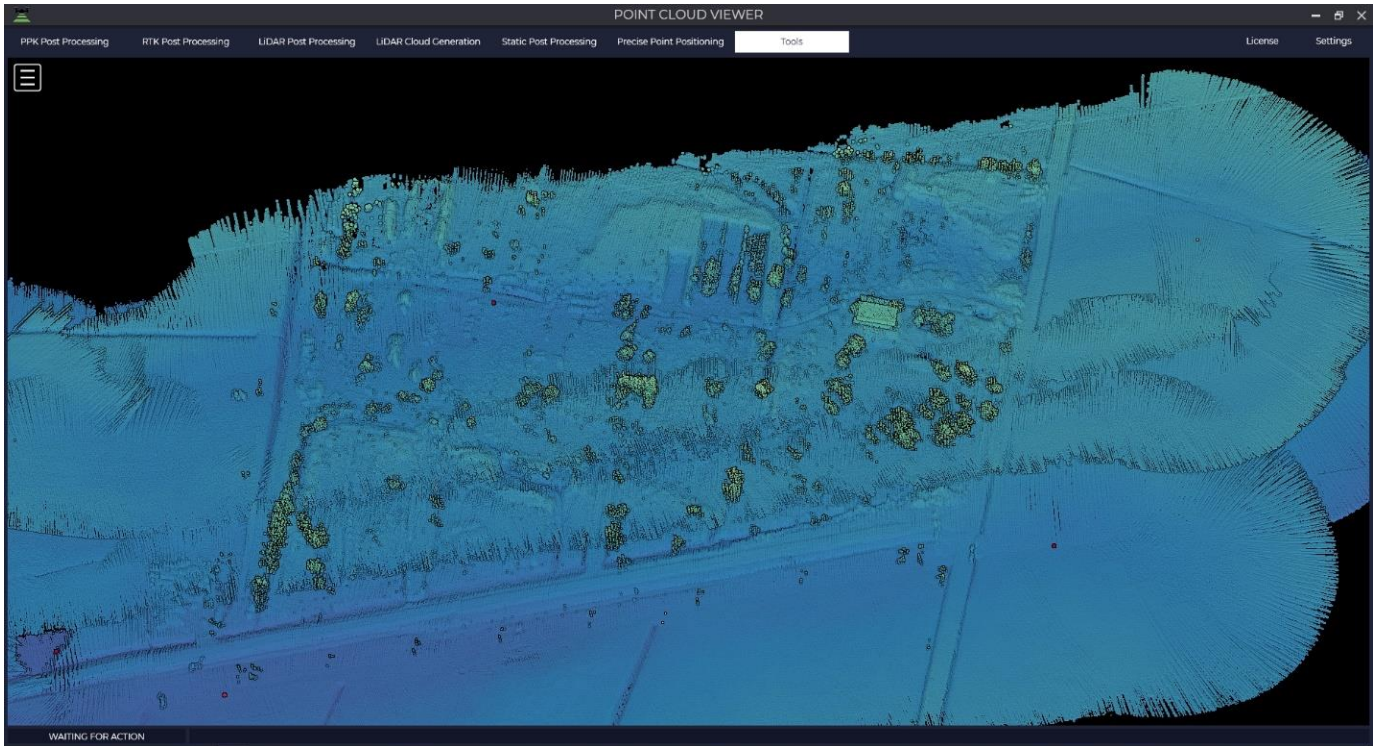 POINT CLOUD VIEWER
PPK Post Processing RTK Post Processing LiDAR Post Processing LiDAR Cloud Generation Static Post Processing Precise Point Positioning Tools License Settings
WAITING FOR ACTION